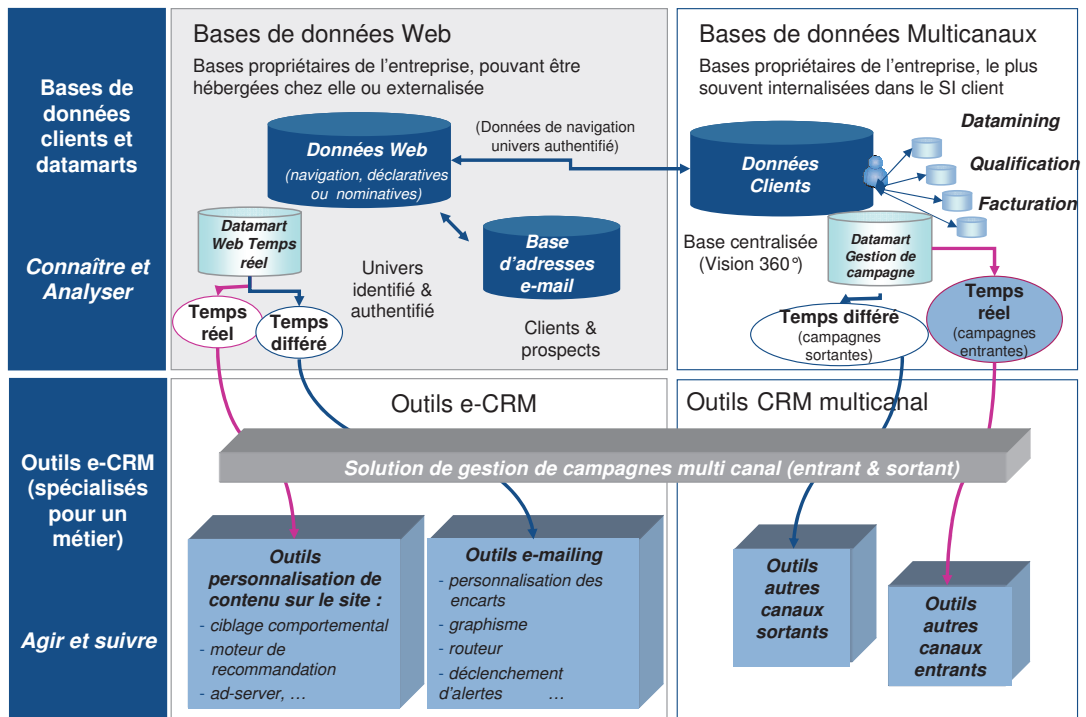 Bases de
données
clients et
datamarts
Connaître et
Analyser
Bases de données Web
Bases propriétaires de l'entreprise, pouvant être
hébergées chez elle ou externalisée
Données Web
(navigation, déclaratives
ou nominatives)
(Données de navigation
univers authentifié)
Datamart
Web Temps
réel
Base
d'adresses
e-mail
Univers
identifié &
authentifié
Clients &
prospects
Temps
réel
Temps
différé
Bases de données Multicanaux
Bases propriétaires de l'entreprise, le plus
souvent internalisées dans le SI client
Données
Clients
Datamining
Qualification
Facturation
Base centralisée
(Vision 360°)
Datamart
Gestion de
campagne
Temps différé
(campagnes
sortantes)
Temps
réel
(campagnes
entrantes)
Outils e-CRM
(spécialisés
pour un
métier)
Agir et suivre
Outils e-CRM
Outils CRM multicanal
Solution de gestion de campagnes multi canal (entrant & sortant)
Outils
personnalisation de
contenu sur le site :
- ciblage comportemental
- moteur de
recommandation
- ad-server, …
Outils e-mailing
- personnalisation des
encarts
- graphisme
- routeur
- déclenchement
d'alertes …
Outils
autres
canaux
sortants
Outils
autres
canaux
entrants